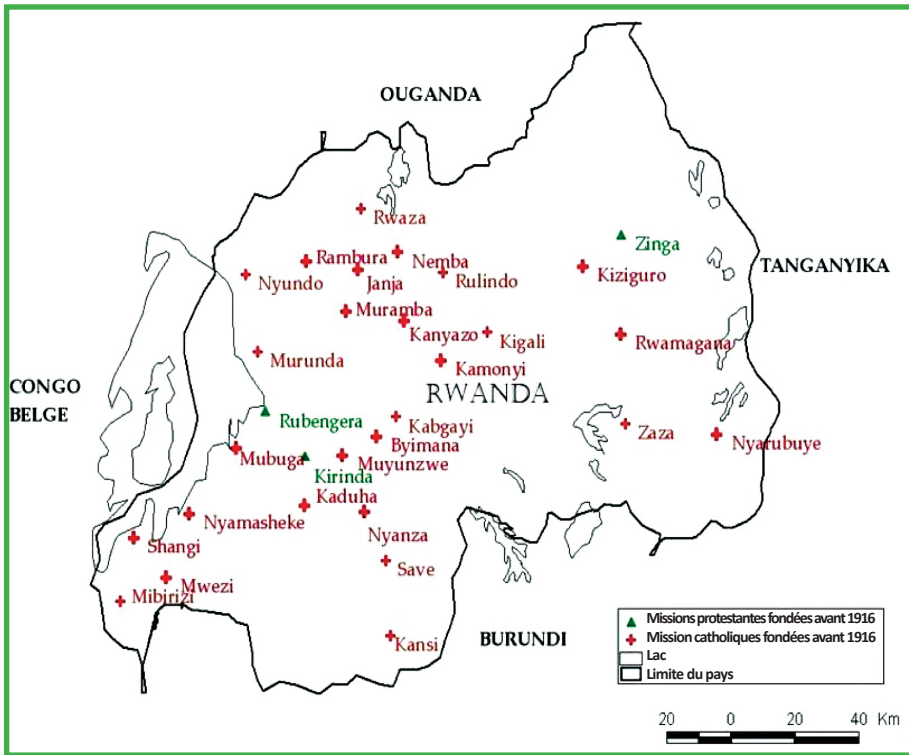 OUGANDA
Rwaza
Zinga
Rambura
Nemba
TANGANYIKA
Nyundo
Janja
Rulindo
Kiziguro
Muramba
Kanyazo
Kigali
Rwamagana
Murunda
Kamonyi
CONGO
BELGE
RWANDA
Rubengera
Kabgayi
Zaza
Byimana
Nyarubuye
Mubuga
Muyunzwe
Kirinda
Kaduha
Nyamasheke
Nyanza
Shangi
Save
Mwezi
Mibirizi
Kansi
BURUNDI
Missions protestantes fondées avant 1916
Mission catholiques fondées avant 1916
Lac
Limite du pays
20 0 20 40 Km